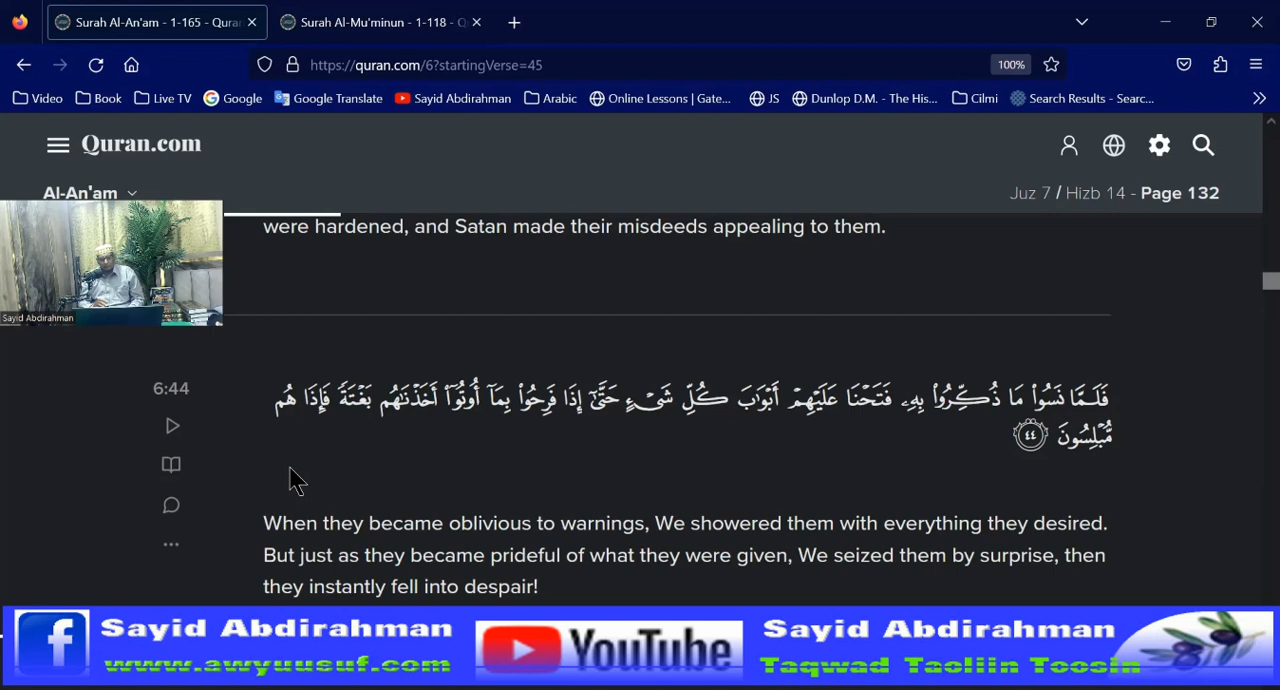 Surah Al-An'am - 1-165 - Quran
Surah Al-Mu'minun - 1-118 - Q
https://quran.com/6?startingVerse=45
100%
Video
Book
Live TV
Google
Google Translate
Sayid Abdirahman
Arabic
Online Lessons | Gate...
JS
Dunlop D.M. - The His...
Cilmi
Search Results - Searc...
Quran.com
Al-An'am
Juz 7 / Hizb 14 - Page 132
were hardened, and Satan made their misdeeds appealing to them.
Sayid Abdirahman
6:44
فَلَمَّا نَسُوا۟ مَا ذُكِّرُوا۟ بِهِۦ فَتَحْنَا عَلَيْهِمْ أَبْوَٰبَ كُلِّ شَىْءٍ حَتَّىٰٓ إِذَا فَرِحُوا۟ بِمَآ أُوتُوٓا۟ أَخَذْنَـٰهُم بَغْتَةً فَإِذَا هُم
مُّبْلِسُونَ ٤٤
When they became oblivious to warnings, We showered them with everything they desired.
But just as they became prideful of what they were given, We seized them by surprise, then
they instantly fell into despair!
Sayid Abdirahman
www.awyuusuf.com
YouTube
Sayid Abdirahman
Taqwad Taoliin Toosin